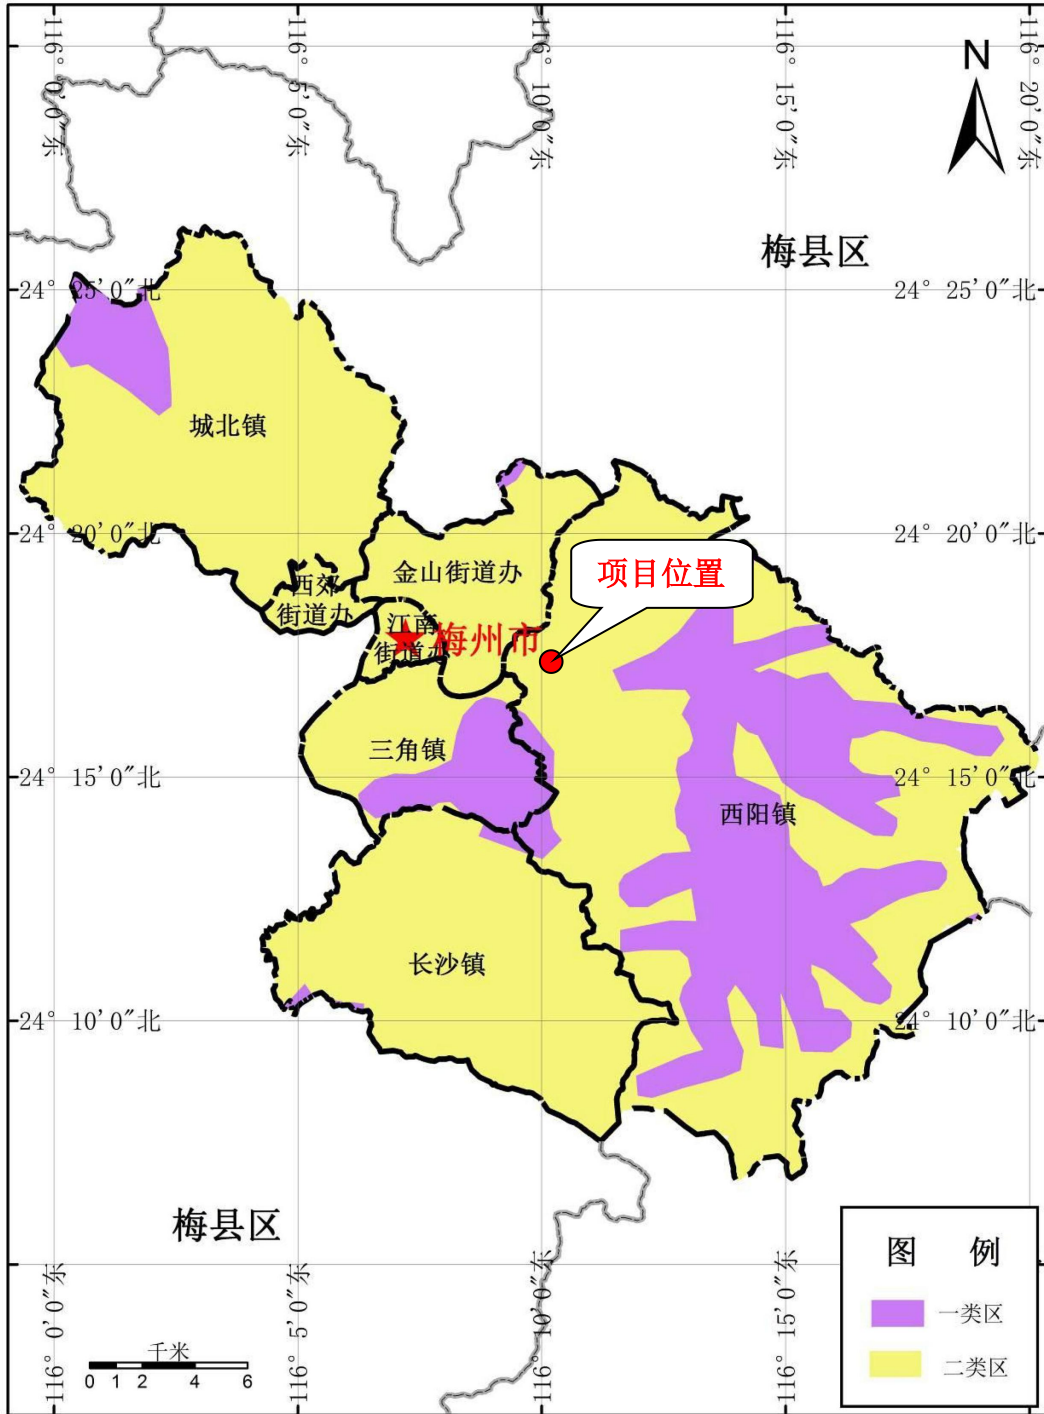 116° 0'0"东
116° 5'0"东
116° 10'0"东
116° 15'0"东
116° 20'0"东
N
梅县区
24° 25'0"北
24° 25'0"北
城北镇
24° 20'0"北
24° 20'0"北
金山街道办
项目位置
西郊
街道办
江南
街道办
梅州市
三角镇
24° 15'0"北
24° 15'0"北
西阳镇
长沙镇
24° 10'0"北
24° 10'0"北
梅县区
图 例
一类区
二类区
千米
0 1 2 4 6
116° 0'0"东
116° 5'0"东
116° 10'0"东
116° 15'0"东